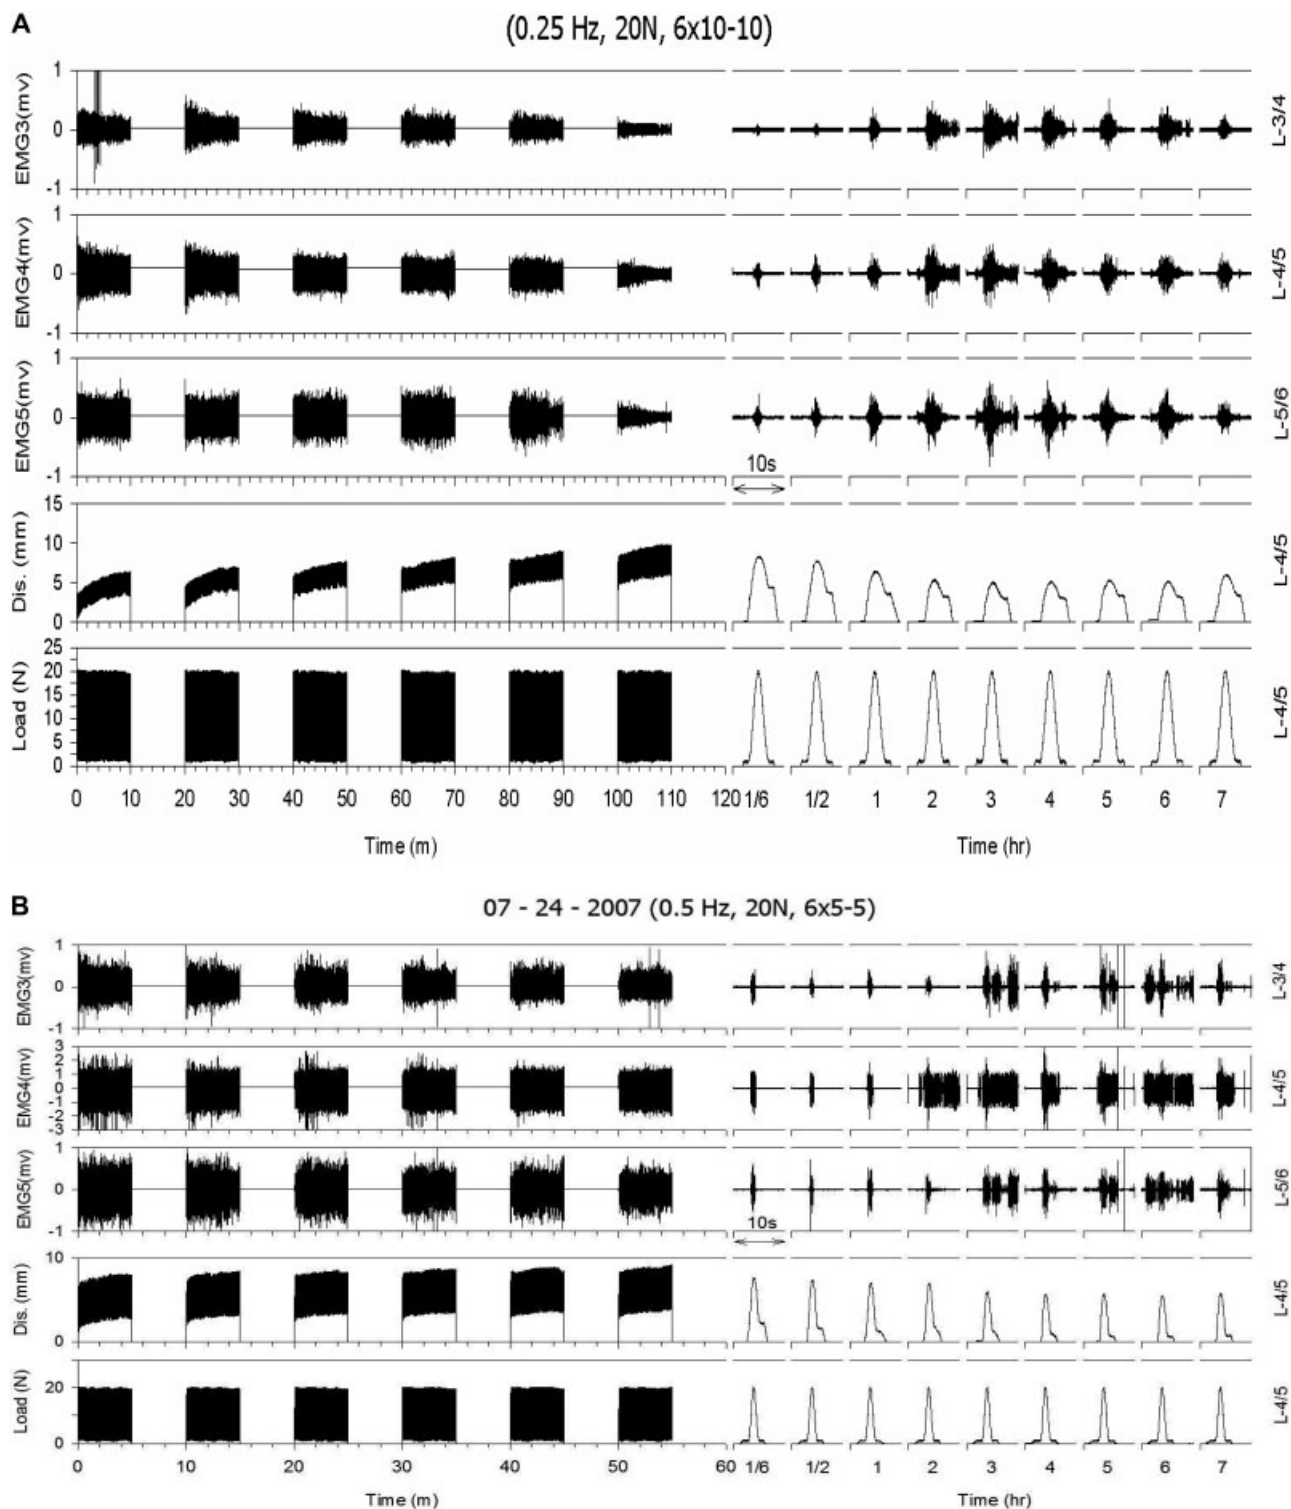 A
(0.25 Hz, 20N, 6x10-10)
EMG3(mv)
1
0
-1
L-3/4
EMG4(mv)
1
0
-1
L-4/5
EMG5(mv)
1
0
-1
L-5/6
10s
Dis. (mm)
15
10
5
0
L-4/5
Load (N)
25
20
15
10
5
0
L-4/5
0 10 20 30 40 50 60 70 80 90 100 110 120 1/6 1/2 1 2 3 4 5 6 7
Time (m) Time (hr)
B
07 - 24 - 2007 (0.5 Hz, 20N, 6x5-5)
EMG3(mv)
1
0
-1
L-3/4
EMG4(mv)
3
2
1
0
-1
-2
-3
L-4/5
EMG5(mv)
1
0
-1
L-5/6
10s
Dis. (mm)
10
0
L-4/5
Load (N)
20
0
L-4/5
0 10 20 30 40 50 60 1/6 1/2 1 2 3 4 5 6 7
Time (m) Time (hr)